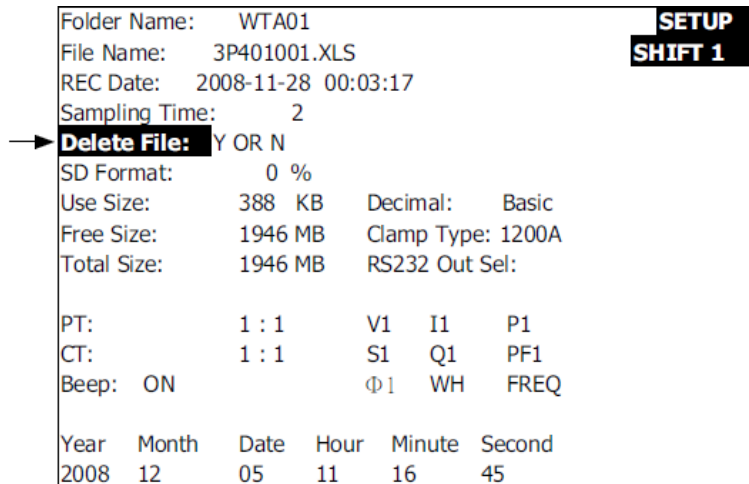 Folder Name: WTA01 SETUP
File Name: 3P401001.XLS SHIFT 1
REC Date: 2008-11-28 00:03:17
Sampling Time: 2
Delete File: Y OR N
SD Format: 0 %
Use Size: 388 KB Decimal: Basic
Free Size: 1946 MB Clamp Type: 1200A
Total Size: 1946 MB RS232 Out Sel:
PT: 1 : 1 V1 I1 P1
CT: 1 : 1 S1 Q1 PF1
Beep: ON Φ1 WH FREQ
Year Month Date Hour Minute Second
2008 12 05 11 16 45